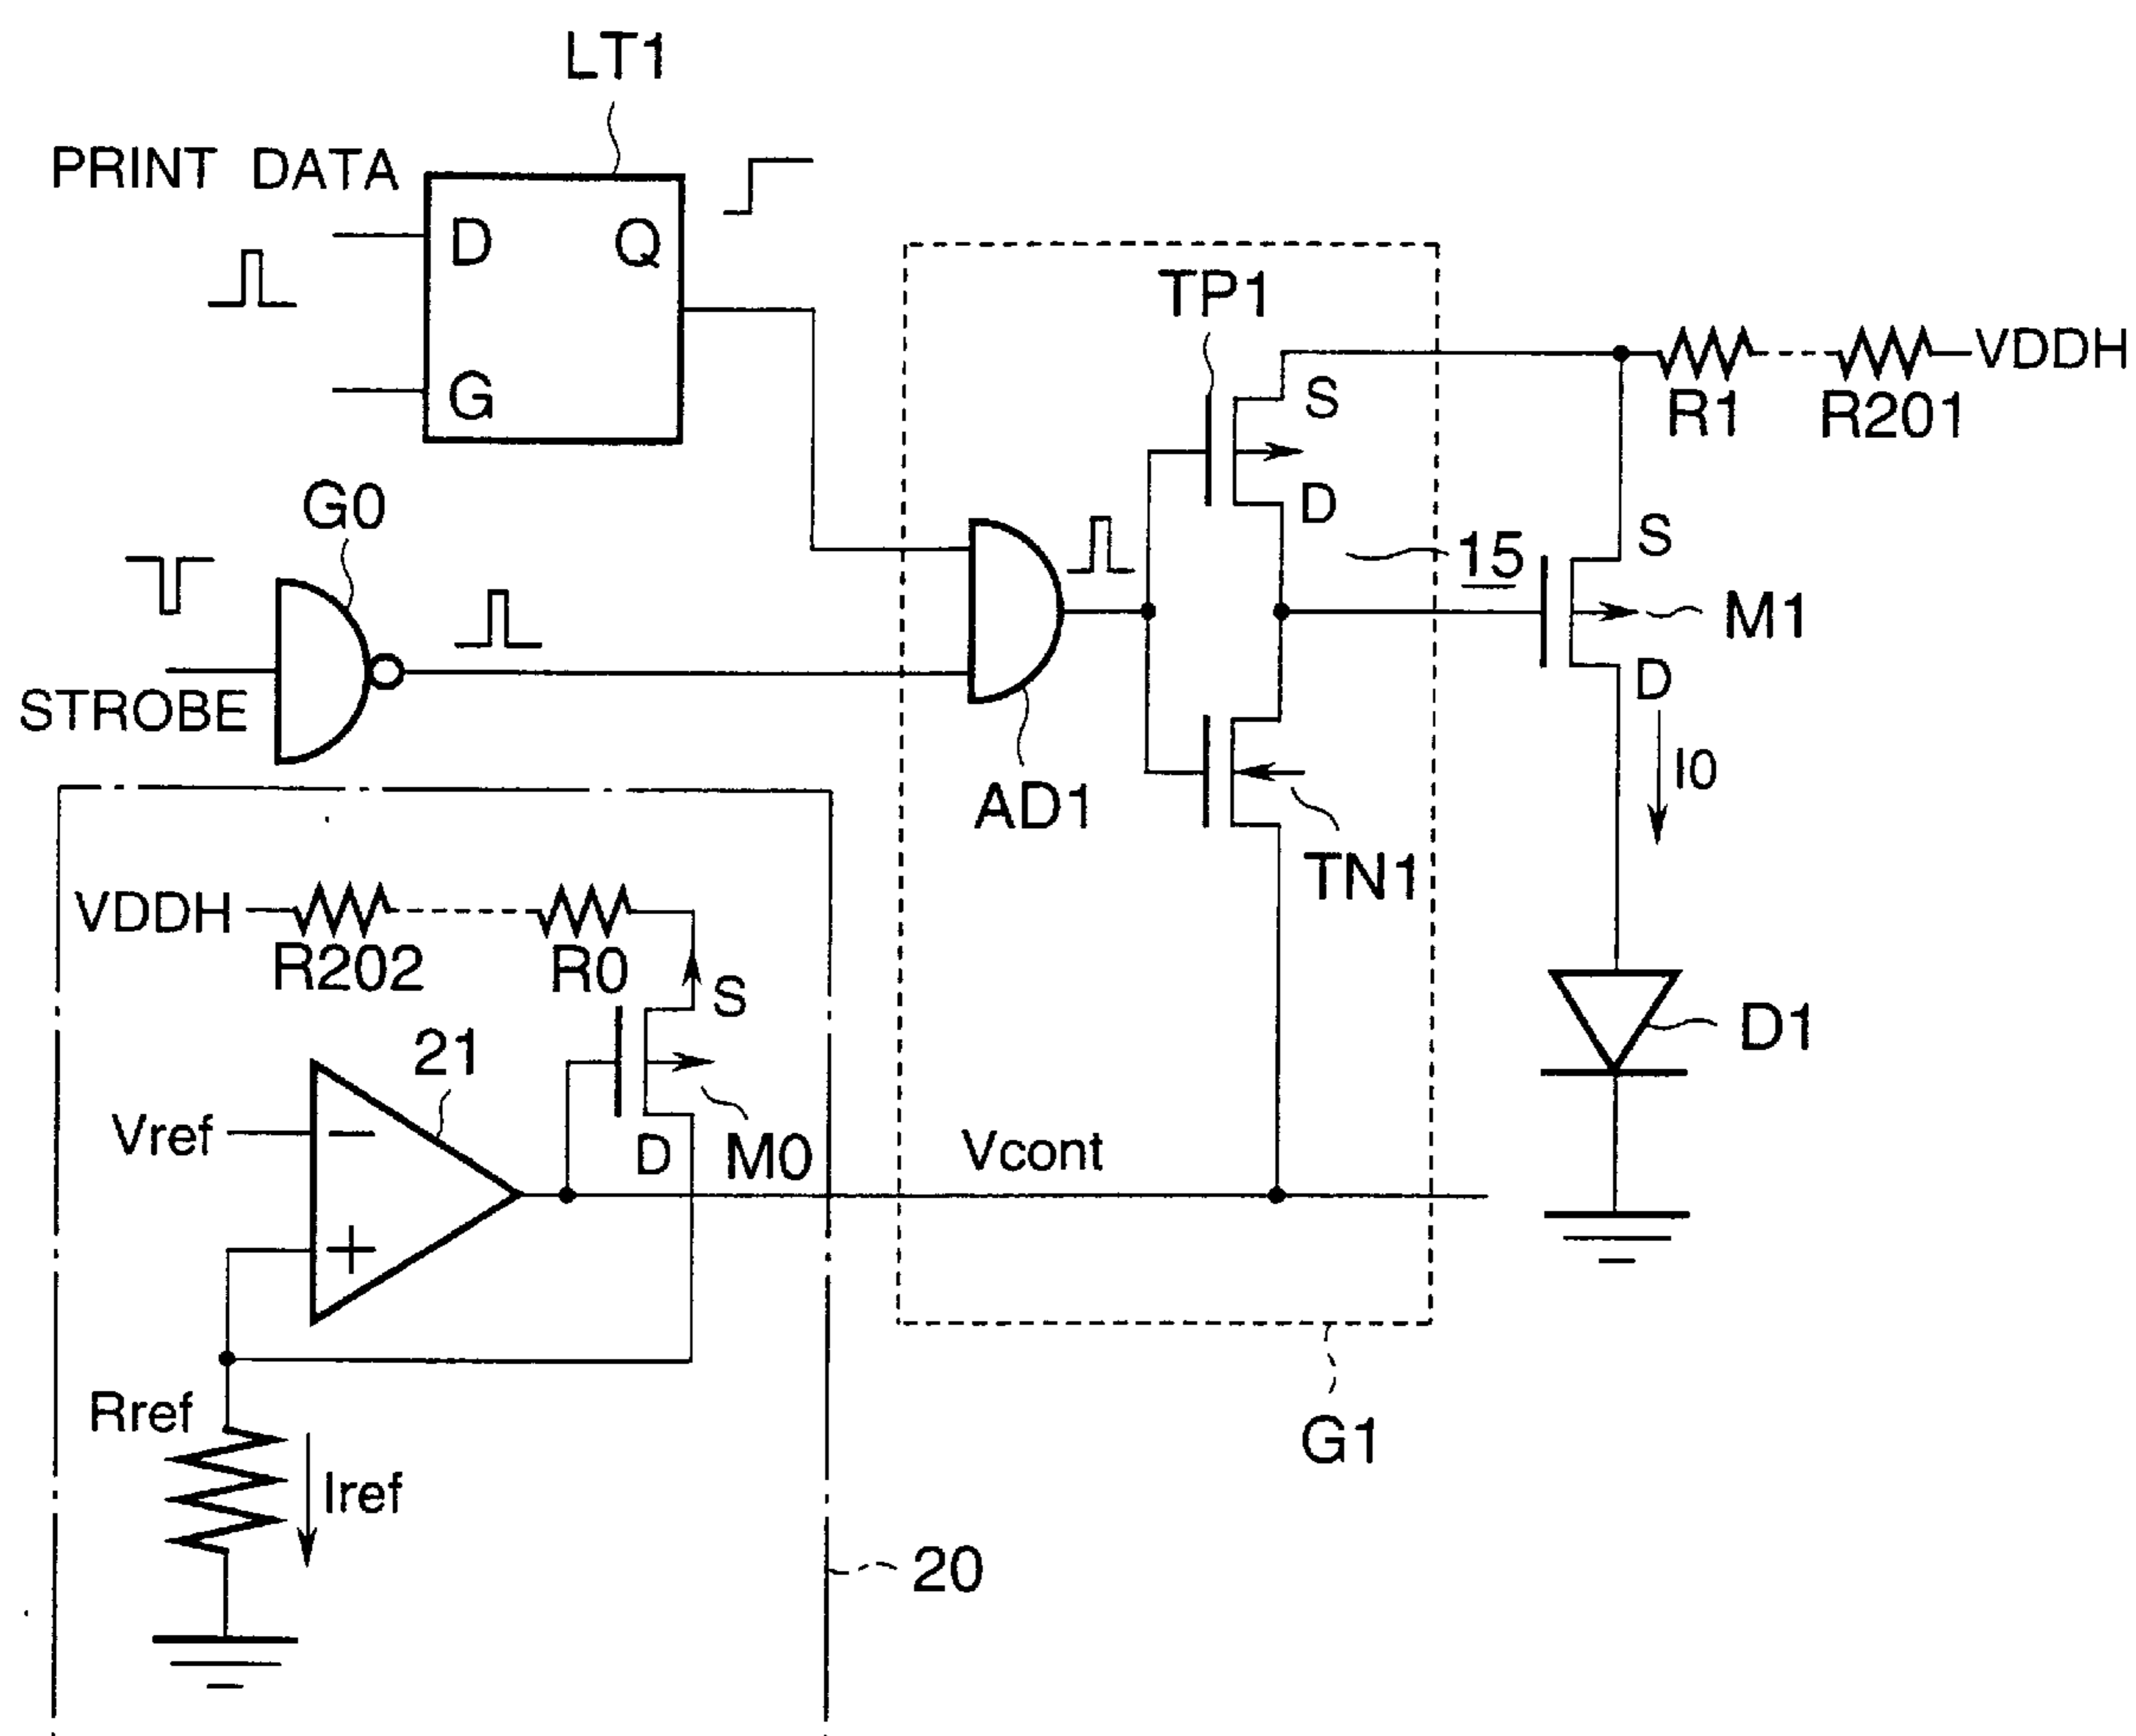 LT1
PRINT DATA
D
Q
G
TP1
S
D
VDDH
R1
R201
G0
STROBE
AD1
15
S
M1
D
I0
TN1
VDDH
R202
R0
S
21
Vref
−
+
D
M0
Vcont
D1
Rref
Iref
G1
20